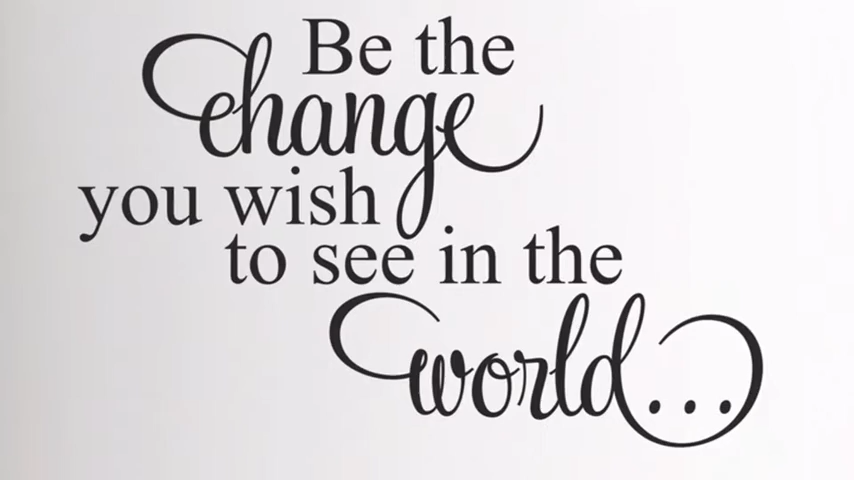 Be the
change
you wish
to see in the
world...